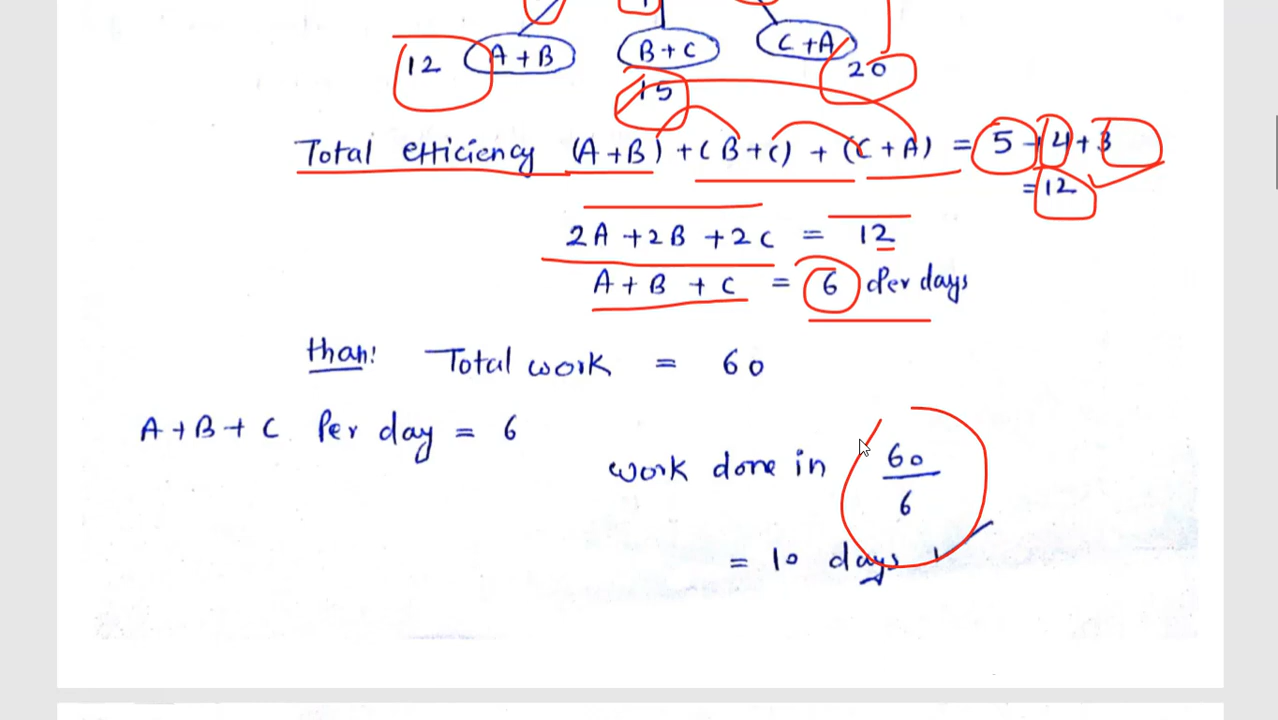 12 A+B B+C C+A 20
15
Total efficiency (A+B) + (B+C) + (C+A) = 5+4+3
=12
2A +2B +2C = 12
A+ B + C = 6 Per days
than: Total work = 60
A+B+C Per day = 6
work done in 60
6
= 10 days